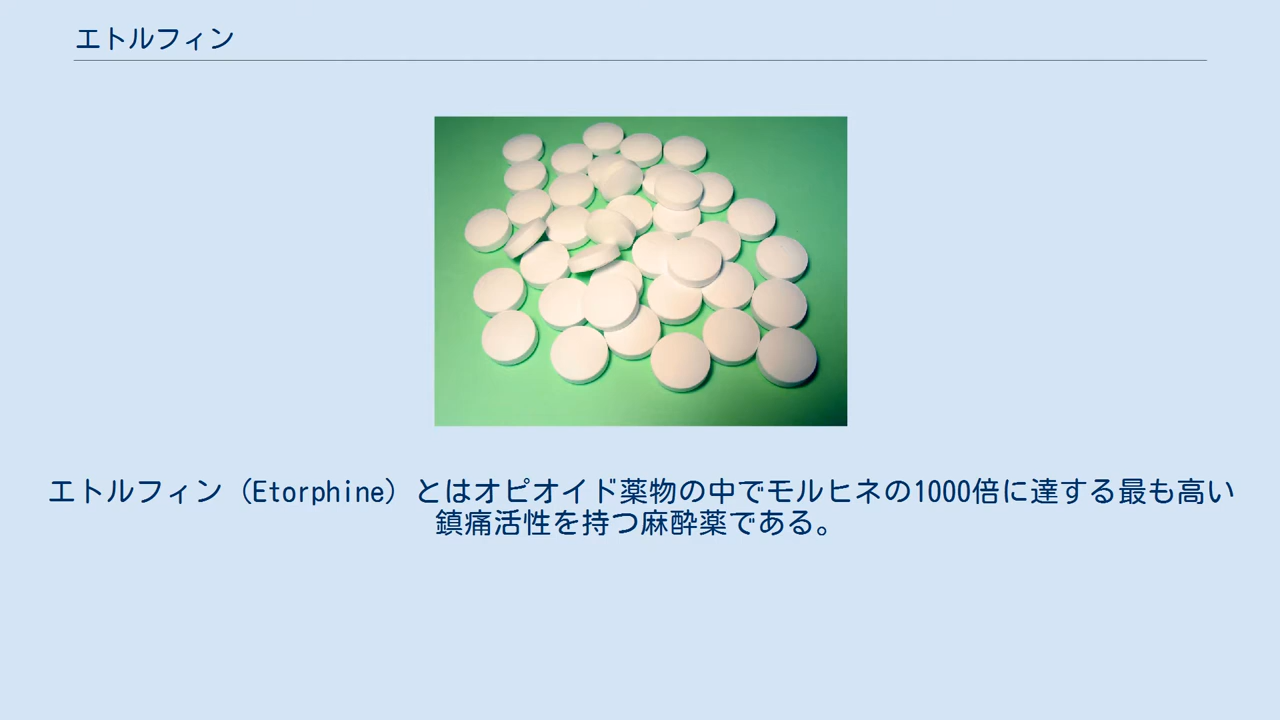 エトルフィン
エトルフィン（Etorphine）とはオピオイド薬物の中でモルヒネの1000倍に達する最も高い
鎮痛活性を持つ麻酔薬である。